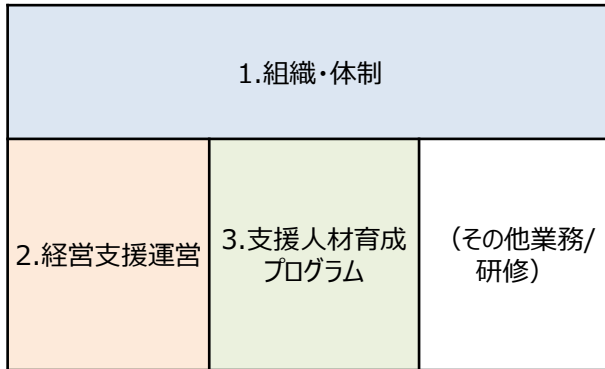 1.組織・体制
2.経営支援運営
3.支援人材育成
プログラム
（その他業務/
研修）